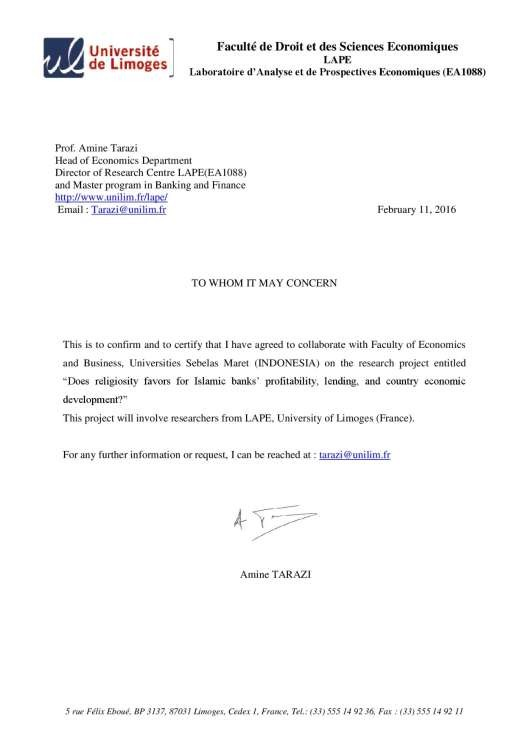 Université
de Limoges
Faculté de Droit et des Sciences Economiques
LAPE
Laboratoire d'Analyse et de Prospectives Economiques (EA1088)
Prof. Amine Tarazi
Head of Economics Department
Director of Research Centre LAPE(EA1088)
and Master program in Banking and Finance
http://www.unilim.fr/lape/
Email : Tarazi@unilim.fr
February 11, 2016
TO WHOM IT MAY CONCERN
This is to confirm and to certify that I have agreed to collaborate with Faculty of Economics
and Business, Universities Sebelas Maret (INDONESIA) on the research project entitled
“Does religiosity favors for Islamic banks’ profitability, lending, and country economic
development?”
This project will involve researchers from LAPE, University of Limoges (France).
For any further information or request, I can be reached at : tarazi@unilim.fr
Amine TARAZI
5 rue Félix Eboué, BP 3137, 87031 Limoges, Cedex 1, France, Tel.: (33) 555 14 92 36, Fax : (33) 555 14 92 11